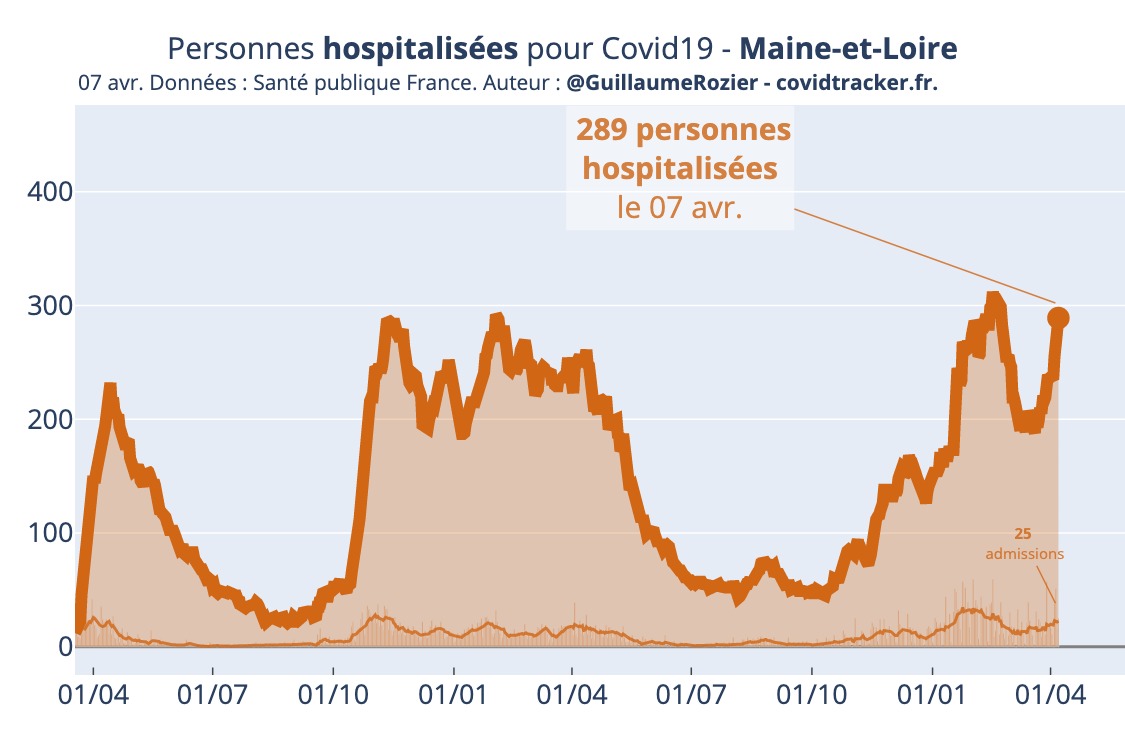 Personnes hospitalisées pour Covid19 - Maine-et-Loire
07 avr. Données : Santé publique France. Auteur : @GuillaumeRozier - covidtracker.fr.
289 personnes
hospitalisées
le 07 avr.
400
300
200
100
0
25
admissions
01/04 01/07 01/10 01/01 01/04 01/07 01/10 01/01 01/04